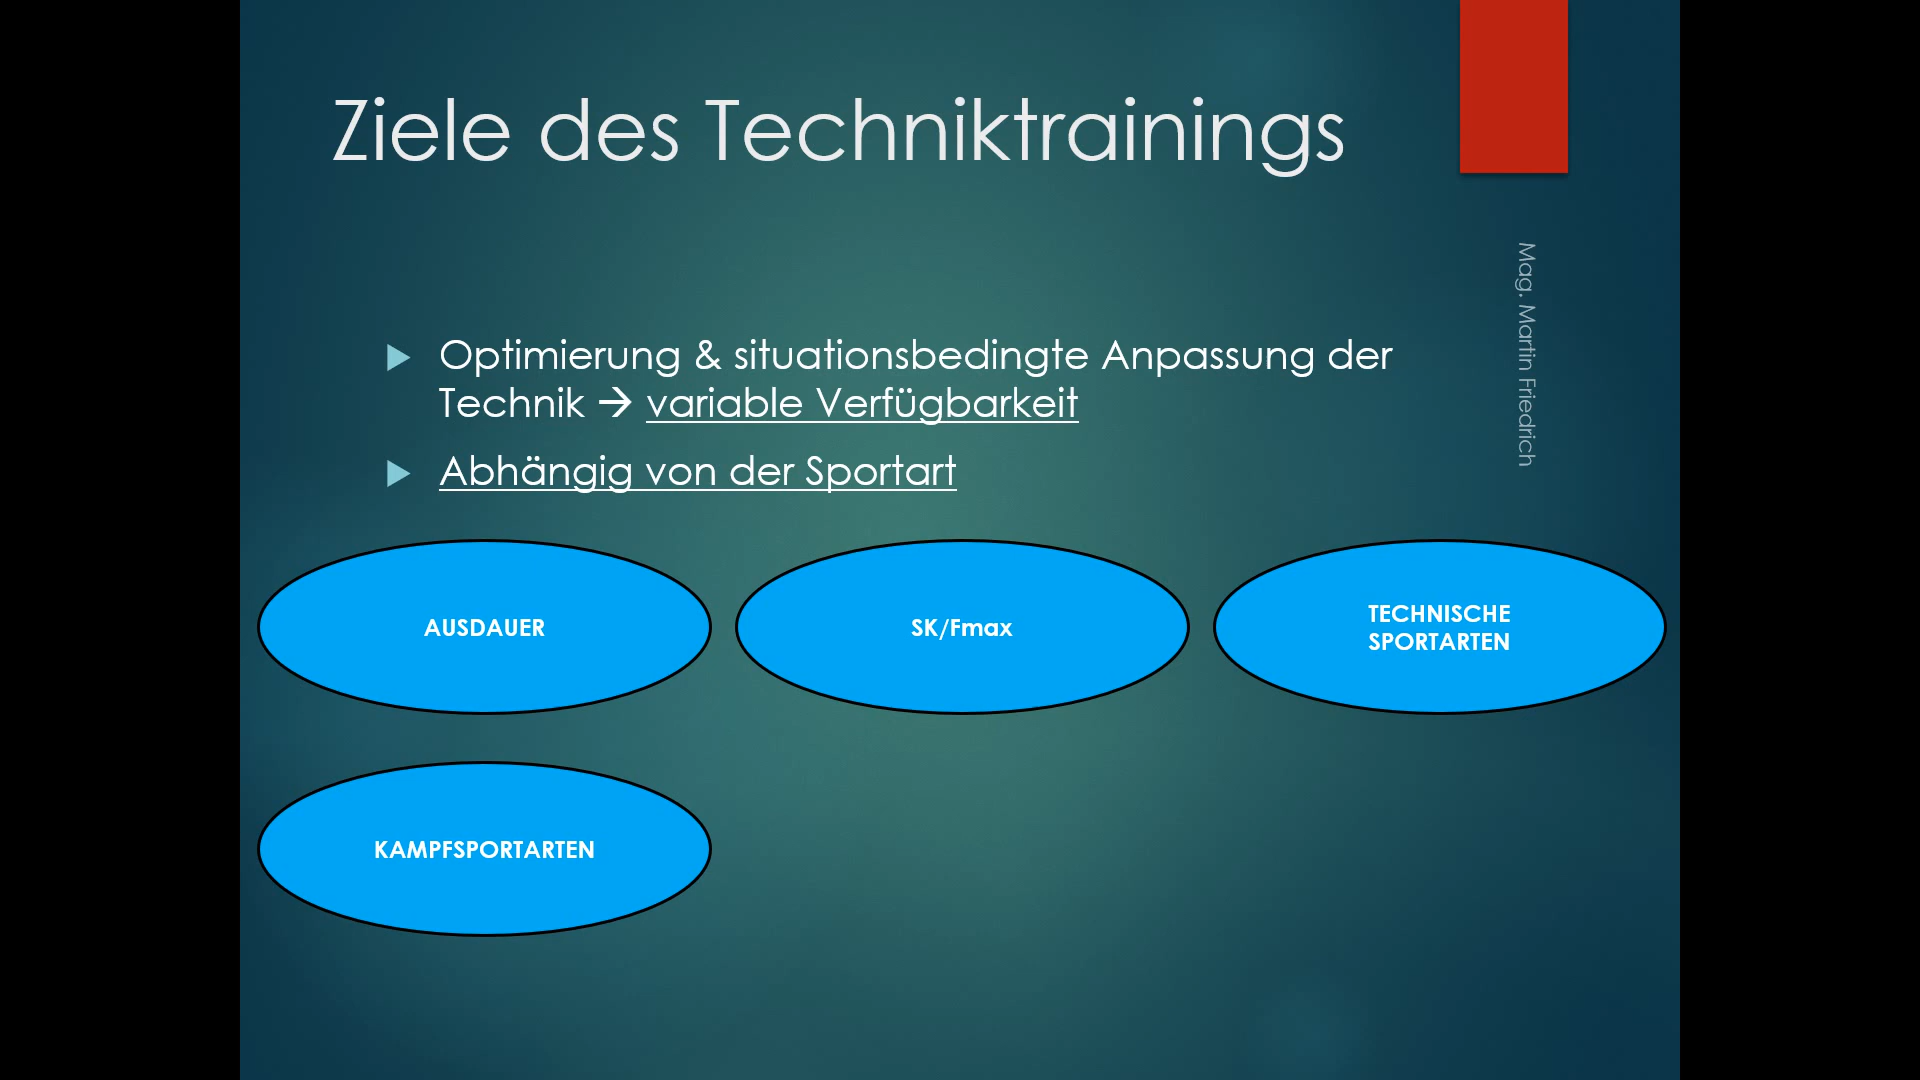 Ziele des Techniktrainings
Mag. Martin Friedrich
Optimierung & situationsbedingte Anpassung der
Technik → variable Verfügbarkeit
Abhängig von der Sportart
AUSDAUER
SK/Fmax
TECHNISCHE
SPORTARTEN
KAMPFSPORTARTEN